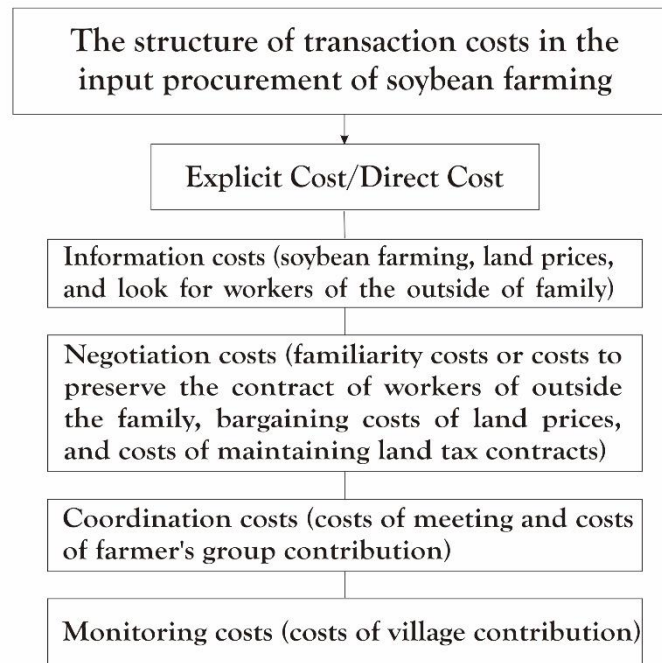 The structure of transaction costs in the
input procurement of soybean farming
Explicit Cost/Direct Cost
Information costs (soybean farming, land prices,
and look for workers of the outside of family)
Negotiation costs (familiarity costs or costs to
preserve the contract of workers of outside
the family, bargaining costs of land prices,
and costs of maintaining land tax contracts)
Coordination costs (costs of meeting and costs
of farmer's group contribution)
Monitoring costs (costs of village contribution)